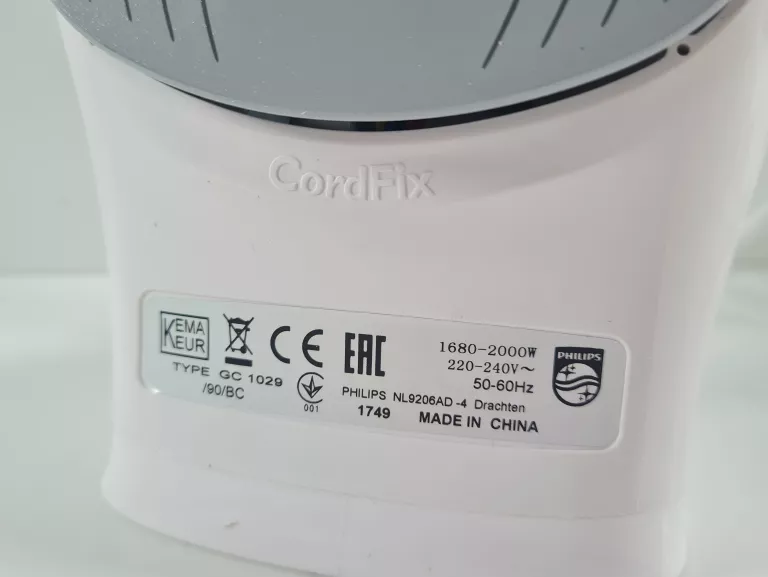 CordFix
KEMA
KEUR
CE
EAC
1680-2000W
220-240V~
50-60Hz
PHILIPS
TYPE GC 1029
/90/BC
001
PHILIPS NL9206AD -4 Drachten
1749 MADE IN CHINA